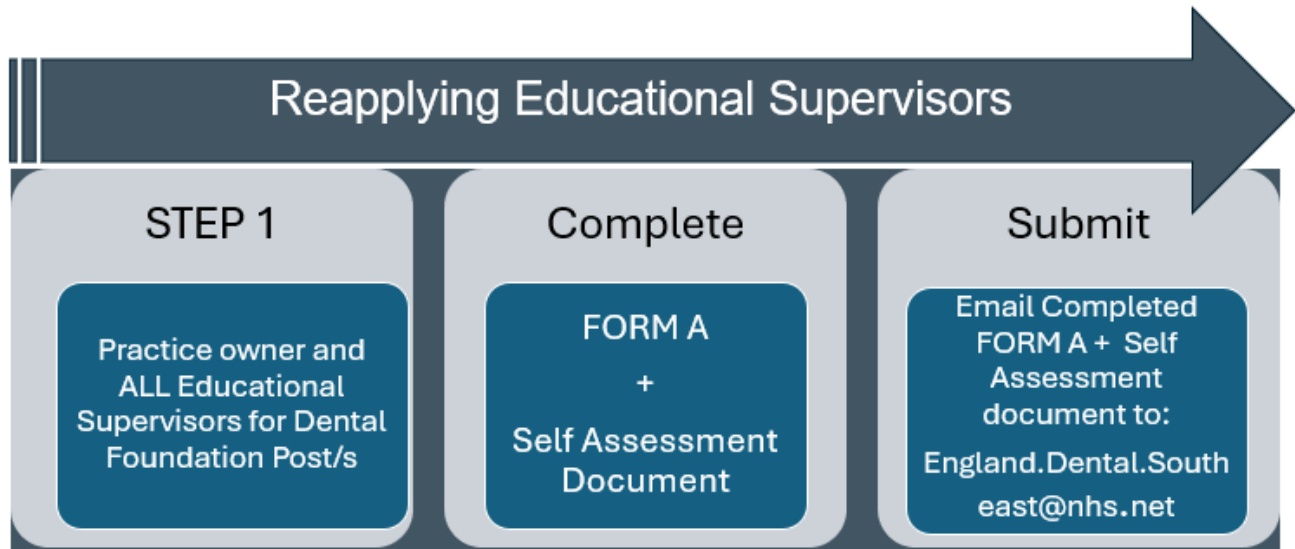 Reapplying Educational Supervisors
STEP 1
Practice owner and
ALL Educational
Supervisors for Dental
Foundation Post/s
Complete
FORM A
+
Self Assessment
Document
Submit
Email Completed
FORM A + Self
Assessment
document to:
England.Dental.South
east@nhs.net